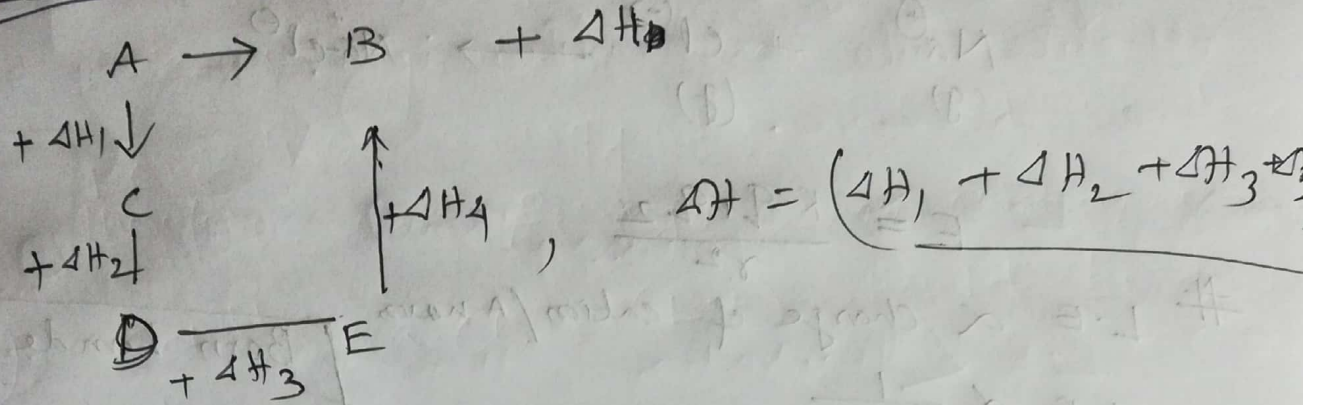 A → B + ΔH
+ ΔH1 ↓
C
+ ΔH4 , ΔH = (ΔH1 + ΔH2 + ΔH3 +
+ ΔH2
D E
+ ΔH3